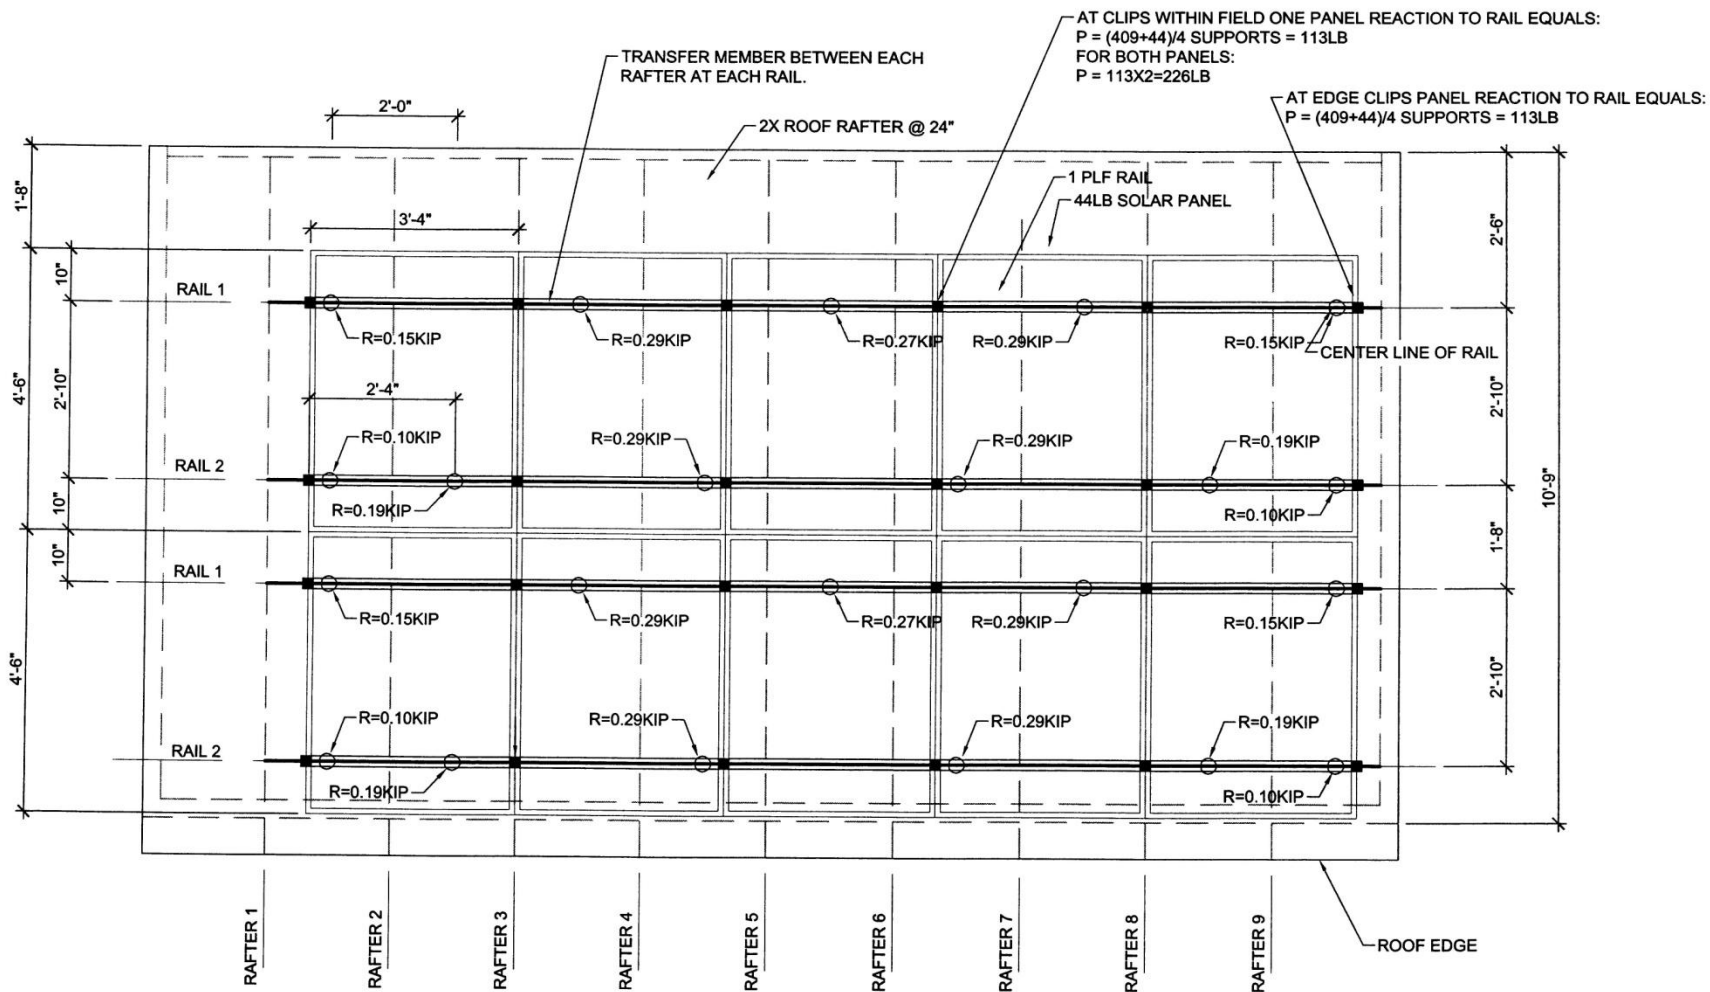 AT CLIPS WITHIN FIELD ONE PANEL REACTION TO RAIL EQUALS:
P = (409+44)/4 SUPPORTS = 113LB
FOR BOTH PANELS:
P = 113X2=226LB
TRANSFER MEMBER BETWEEN EACH
RAFTER AT EACH RAIL.
AT EDGE CLIPS PANEL REACTION TO RAIL EQUALS:
P = (409+44)/4 SUPPORTS = 113LB
2'-0"
2X ROOF RAFTER @ 24"
1 PLF RAIL
44LB SOLAR PANEL
1'-8"
3'-4"
2'-6"
10"
RAIL 1
R=0.15KIP
R=0.29KIP
R=0.27KIP
R=0.29KIP
R=0.15KIP
CENTER LINE OF RAIL
4'-6"
2'-10"
2'-4"
2'-10"
R=0.10KIP
R=0.29KIP
R=0.29KIP
R=0.19KIP
RAIL 2
10"
R=0.19KIP
R=0.10KIP
10'-9"
10"
RAIL 1
1'-8"
R=0.15KIP
R=0.29KIP
R=0.27KIP
R=0.29KIP
R=0.15KIP
4'-6"
2'-10"
R=0.10KIP
R=0.29KIP
R=0.29KIP
R=0.19KIP
RAIL 2
R=0.19KIP
R=0.10KIP
RAFTER 1
RAFTER 2
RAFTER 3
RAFTER 4
RAFTER 5
RAFTER 6
RAFTER 7
RAFTER 8
RAFTER 9
ROOF EDGE